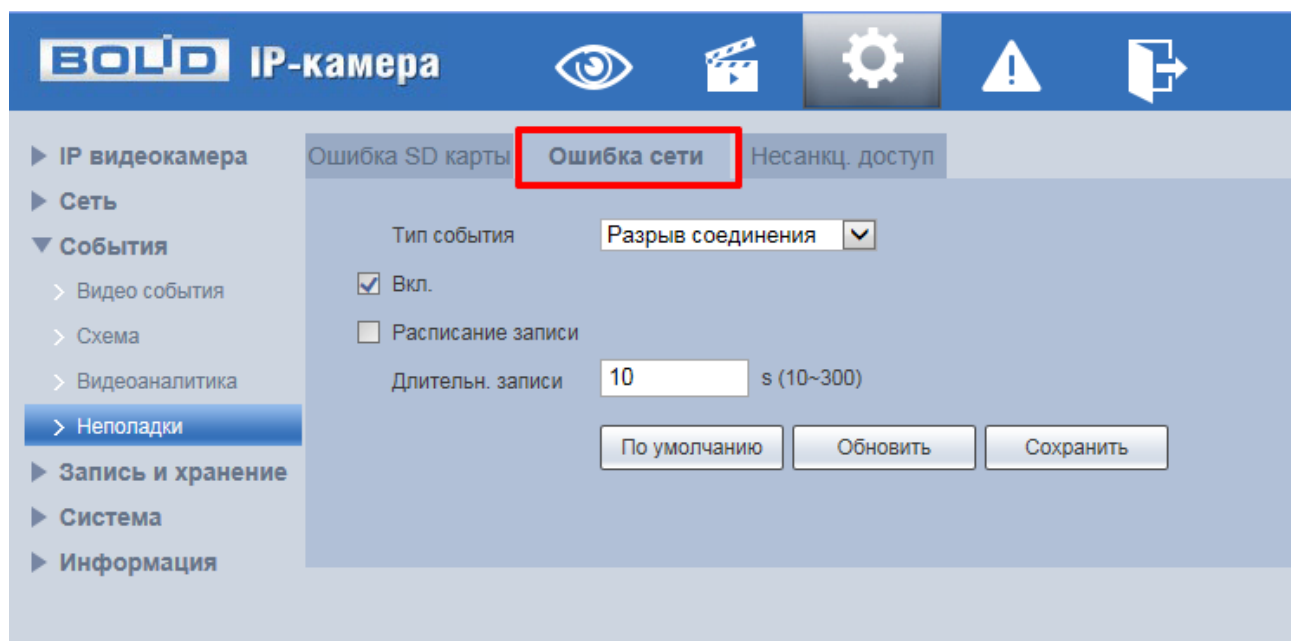 BOLID IP-камера
IP видеокамера
Сеть
События
Видео события
Схема
Видеоаналитика
Неполадки
Запись и хранение
Система
Информация
Ошибка SD карты Ошибка сети Несанкц. доступ
Тип события Разрыв соединения
Вкл.
Расписание записи
Длительн. записи 10 s (10~300)
По умолчанию Обновить Сохранить